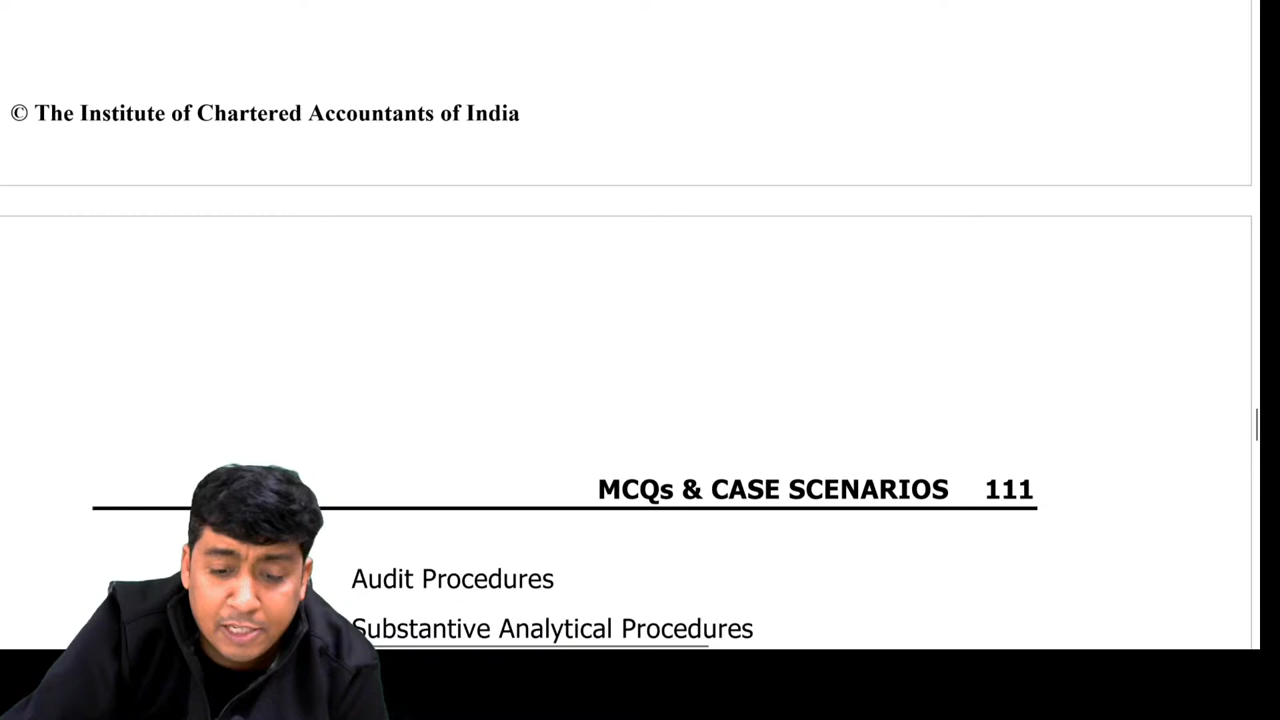 © The Institute of Chartered Accountants of India
MCQs & CASE SCENARIOS 111
Audit Procedures
Substantive Analytical Procedures